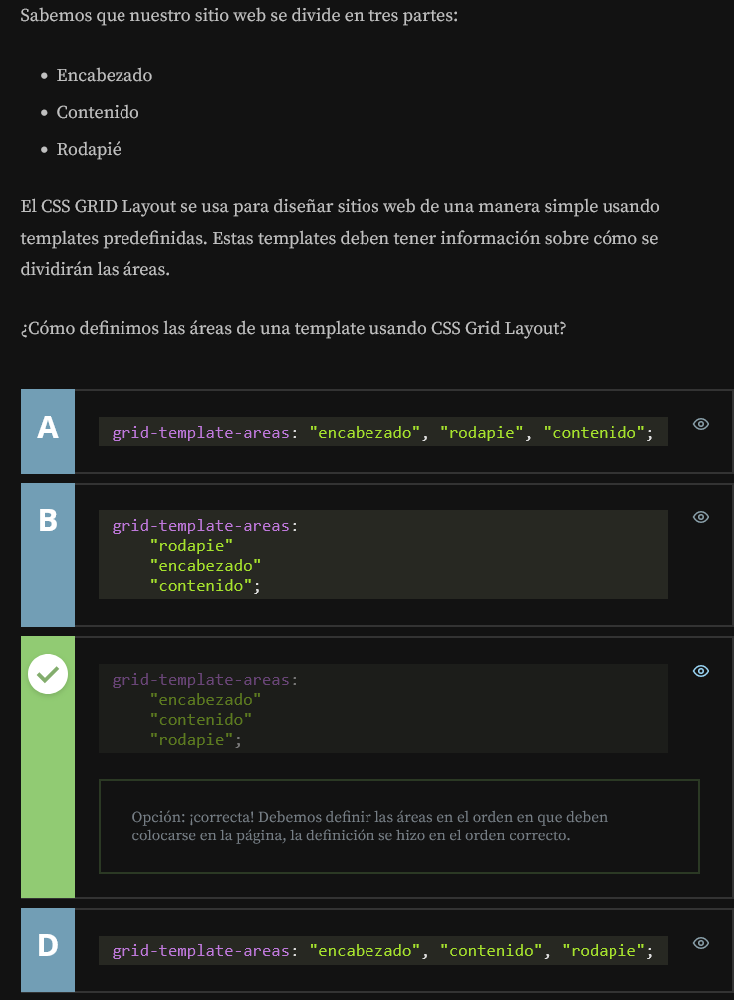 Sabemos que nuestro sitio web se divide en tres partes:
• Encabezado
• Contenido
• Rodapié
El CSS GRID Layout se usa para diseñar sitios web de una manera simple usando
templates predefinidas. Estas templates deben tener información sobre cómo se
dividirán las áreas.
¿Cómo definimos las áreas de una template usando CSS Grid Layout?
A
grid-template-areas: "encabezado", "rodapie", "contenido";
B
grid-template-areas:
"rodapie"
"encabezado"
"contenido";
grid-template-areas:
"encabezado"
"contenido"
"rodapie";
Opción: ¡correcta! Debemos definir las áreas en el orden en que deben
colocarse en la página, la definición se hizo en el orden correcto.
D
grid-template-areas: "encabezado", "contenido", "rodapie";